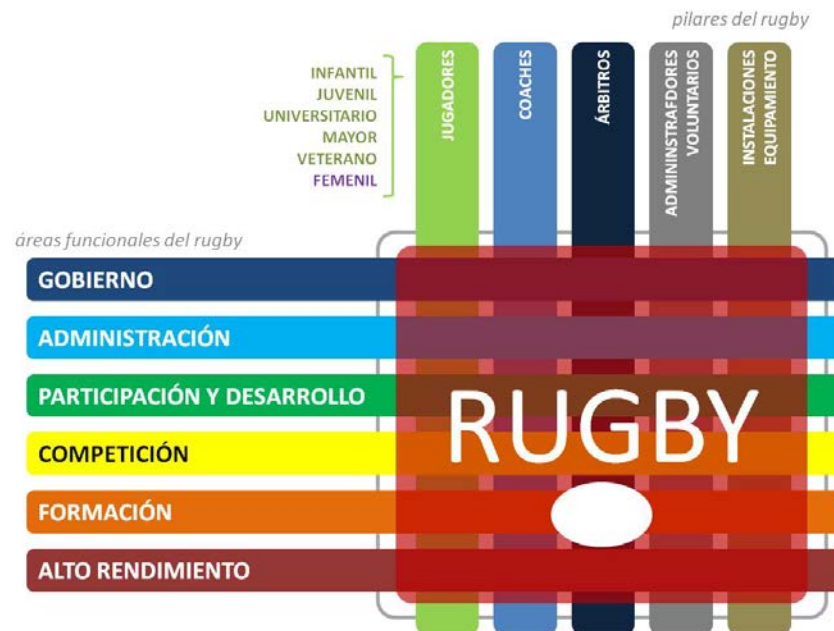 pilares del rugby
INFANTIL
JUVENIL
UNIVERSITARIO
MAYOR
VETERANO
FEMENIL
JUGADORES
COACHES
ÁRBITROS
ADMININSTRAFDORES
VOLUNTARIOS
INSTALACIONES
EQUIPAMIENTO
áreas funcionales del rugby
GOBIERNO
ADMINISTRACIÓN
PARTICIPACIÓN Y DESARROLLO
COMPETICIÓN
FORMACIÓN
ALTO RENDIMIENTO
RUGBY